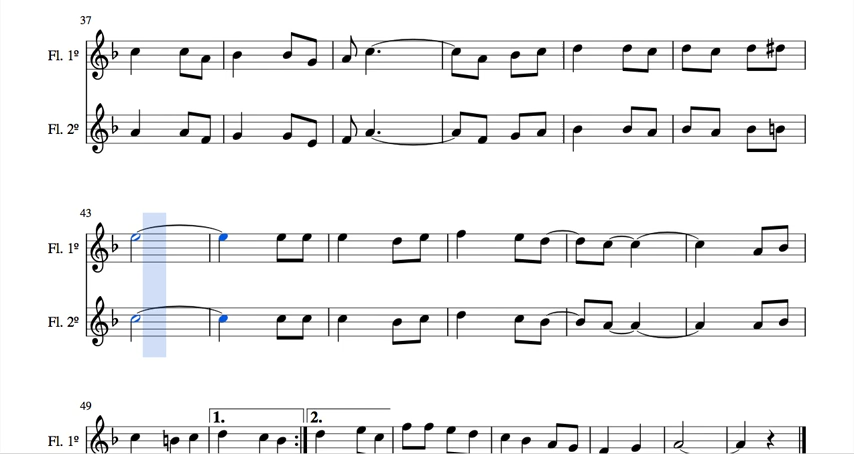 37
Fl. 1º
Fl. 2º
43
Fl. 1º
Fl. 2º
49
1. 2.
Fl. 1º